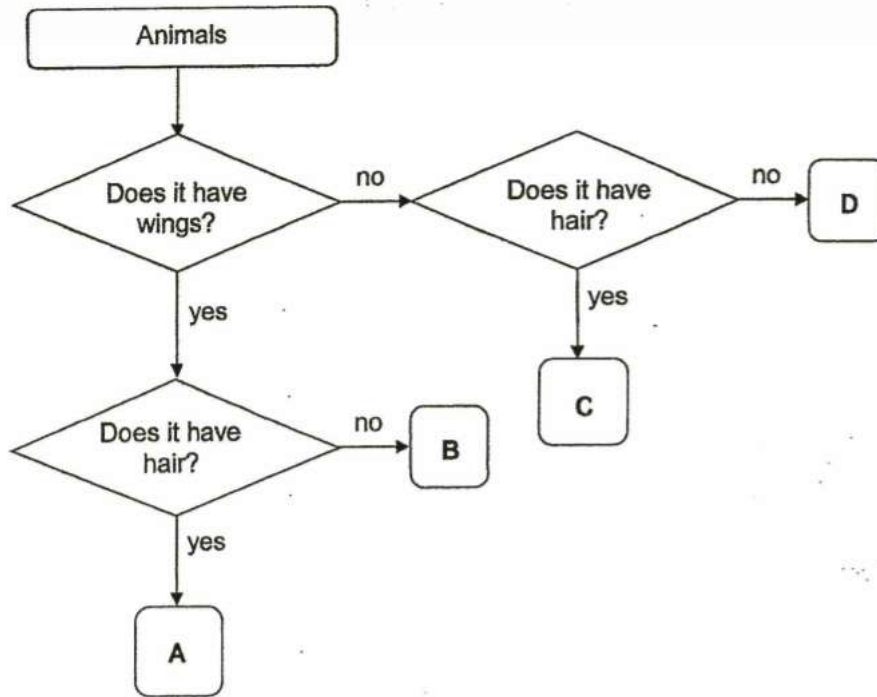 Animals
Does it have
wings?
no
Does it have
hair?
no
D
yes
yes
C
Does it have
hair?
no
B
yes
A